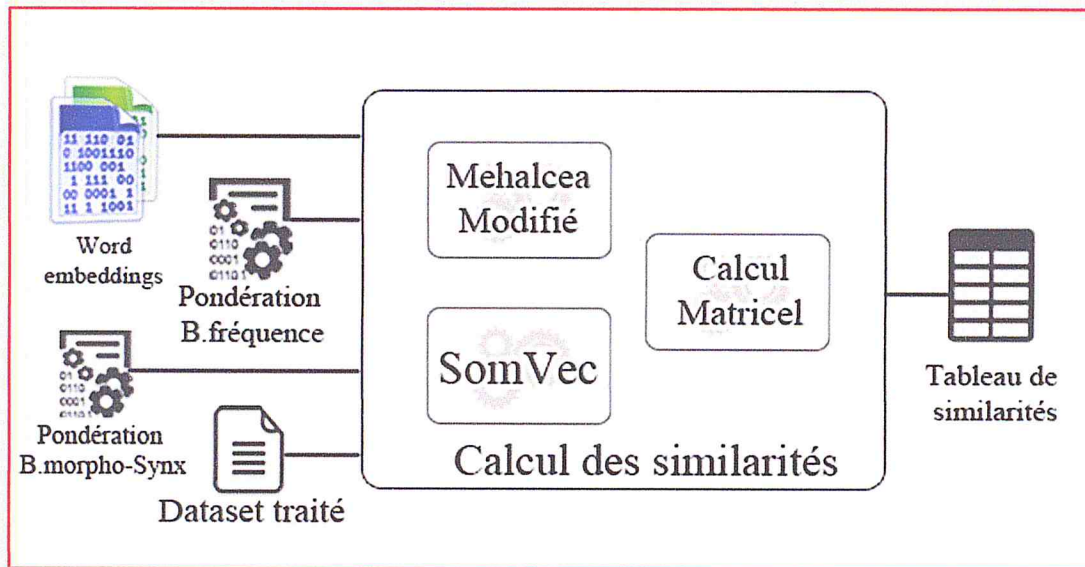 11 110 01
0 1001110
1100 001
1 111 00
00 0001 1
11 1 1001
Word
embeddings
01
0110
0001
01101
Pondération
B.fréquence
01
0110
0001
01101
Pondération
B.morpho-Synx
Dataset traité
Mehalcea
Modifié
SomVec
Calcul
Matricel
Calcul des similarités
Tableau de
similarités